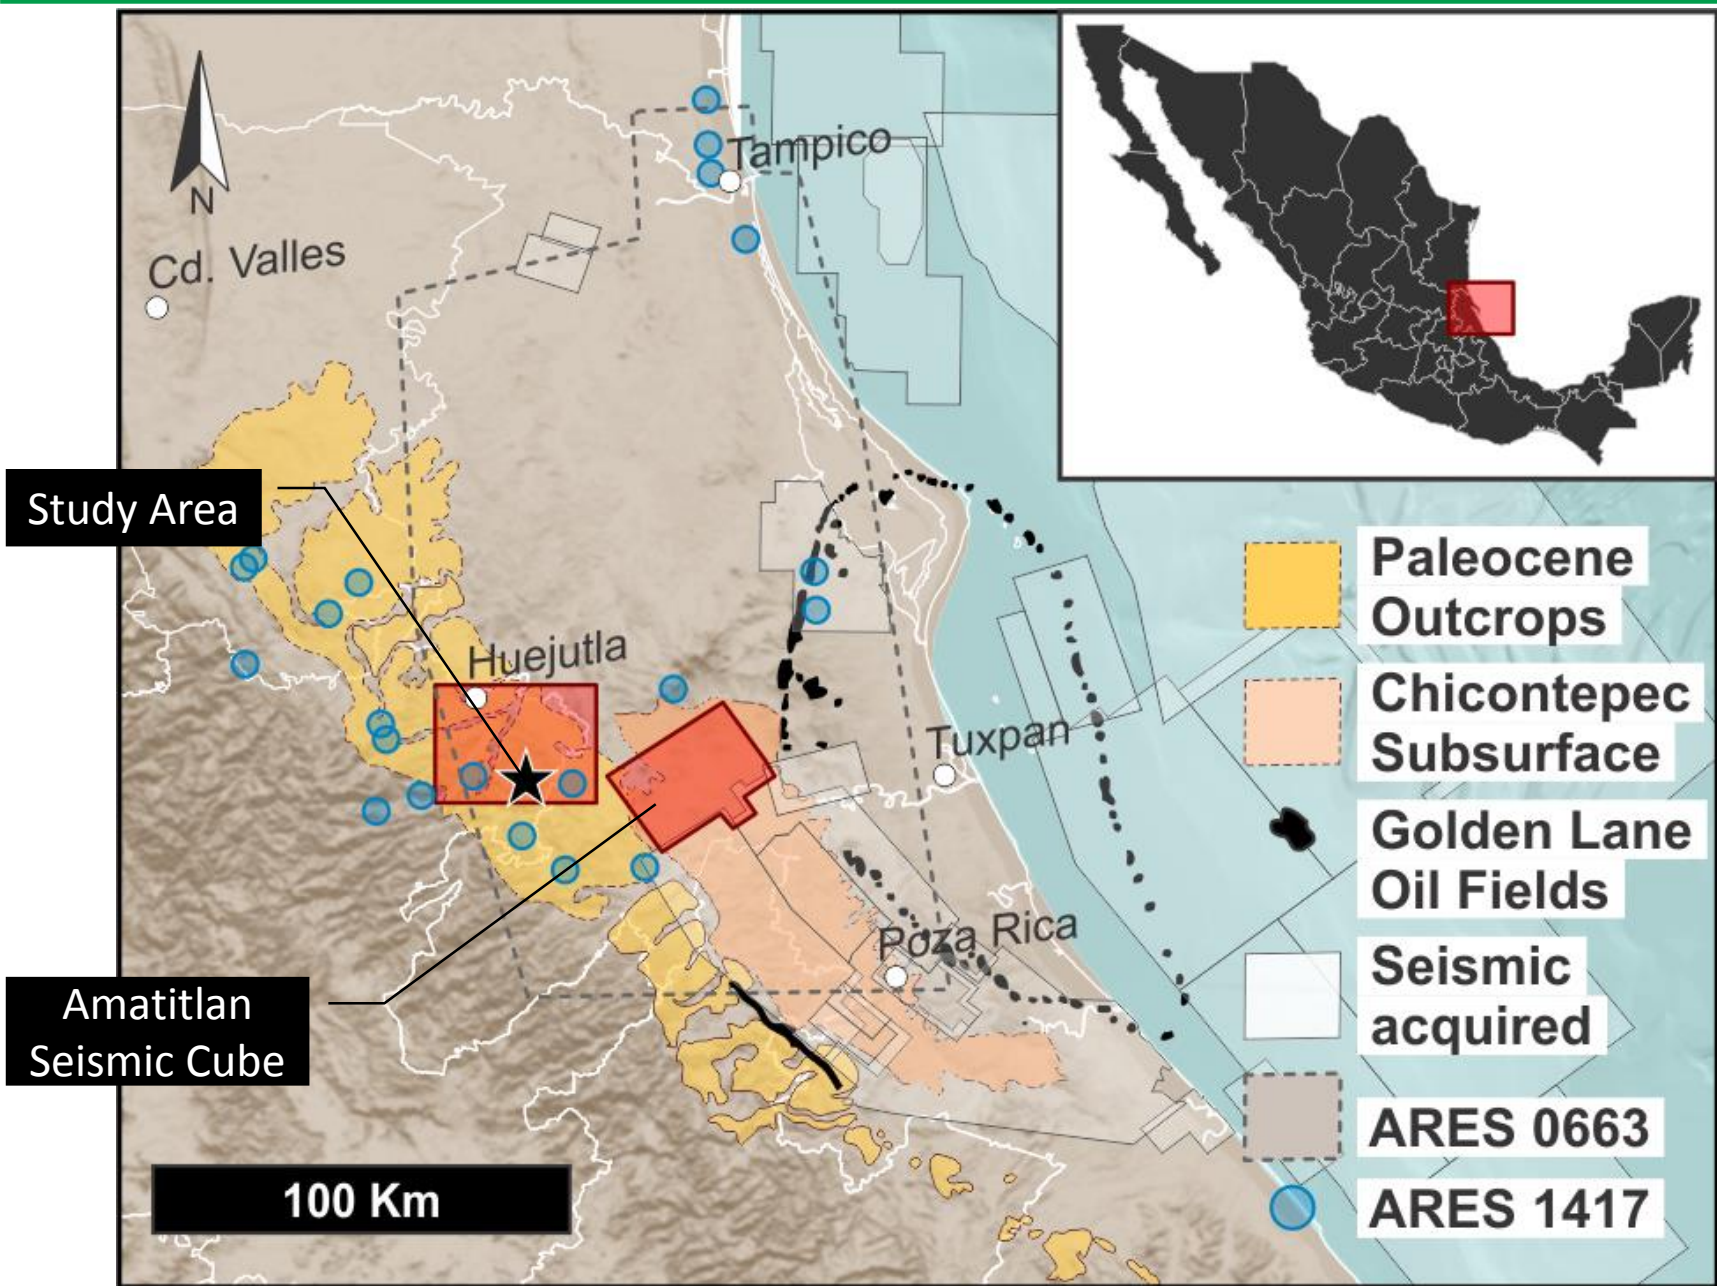 N
Tampico
Cd. Valles
Study Area
Huejutla
Tuxpan
Poza Rica
Amatitlan
Seismic Cube
100 Km
Paleocene
Outcrops
Chicontepec
Subsurface
Golden Lane
Oil Fields
Seismic
acquired
ARES 0663
ARES 1417